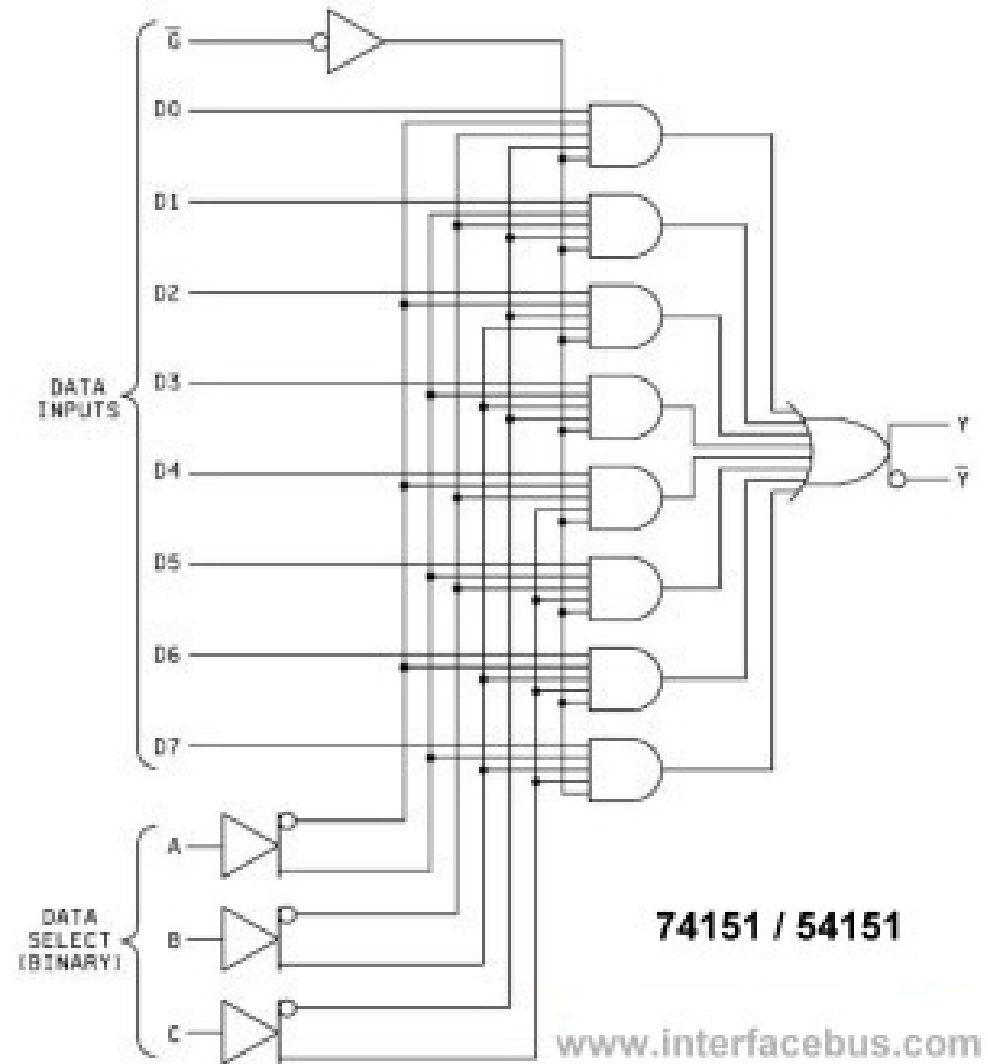 G̅
D0
D1
D2
D3
DATA
INPUTS
D4
D5
D6
D7
A
DATA
SELECT
(BINARY)
B
C
Y
Y̅
74151 / 54151
www.interfacebus.com